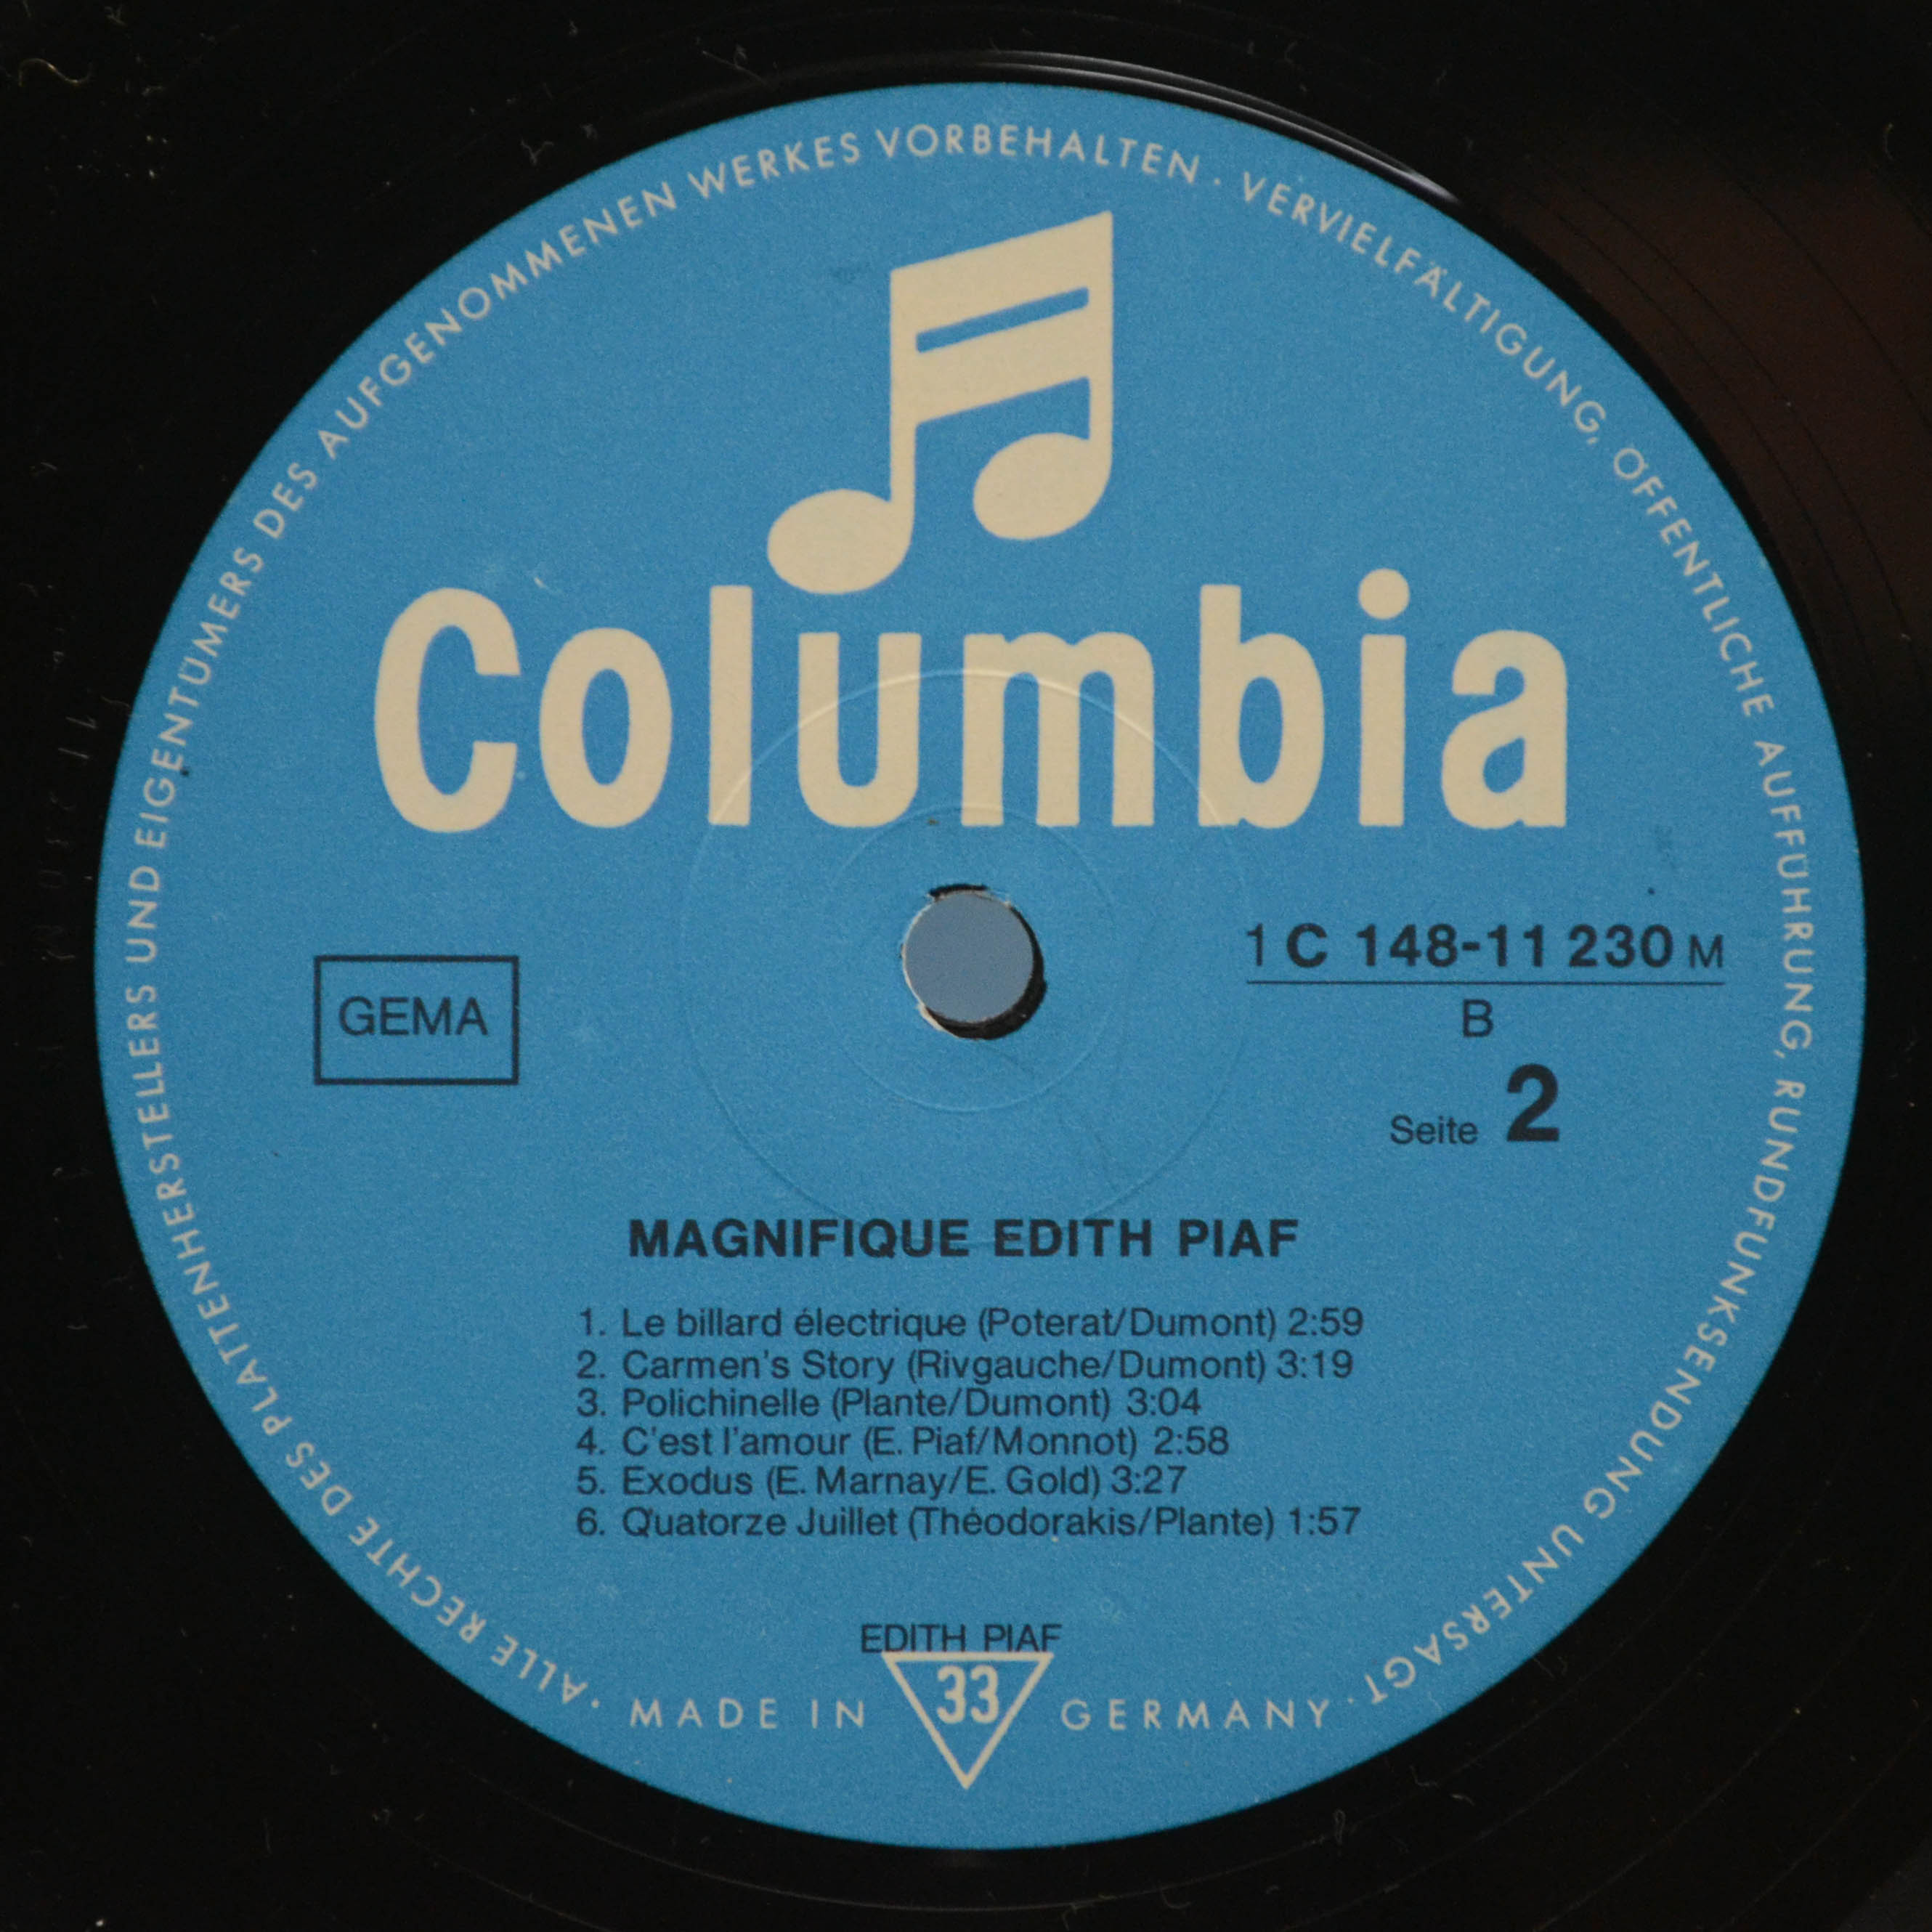 ALLE RECHTE DES PLATTENHERSTELLERS UND EIGENTÜMERS DES AUFGENOMMENEN WERKES VORBEHALTEN · VERVIELFÄLTIGUNG, ÖFFENTLICHE AUFFÜHRUNG, RUNDFUNKSENDUNG UNTERSAGT ·
Columbia
GEMA
1 C 148-11 230 M
B
Seite 2
MAGNIFIQUE EDITH PIAF
1. Le billard électrique (Poterat/Dumont) 2:59
2. Carmen's Story (Rivgauche/Dumont) 3:19
3. Polichinelle (Plante/Dumont) 3:04
4. C'est l'amour (E. Piaf/Monnot) 2:58
5. Exodus (E. Marnay/E. Gold) 3:27
6. Q'uatorze Juillet (Théodorakis/Plante) 1:57
EDITH PIAF
33
· MADE IN GERMANY ·